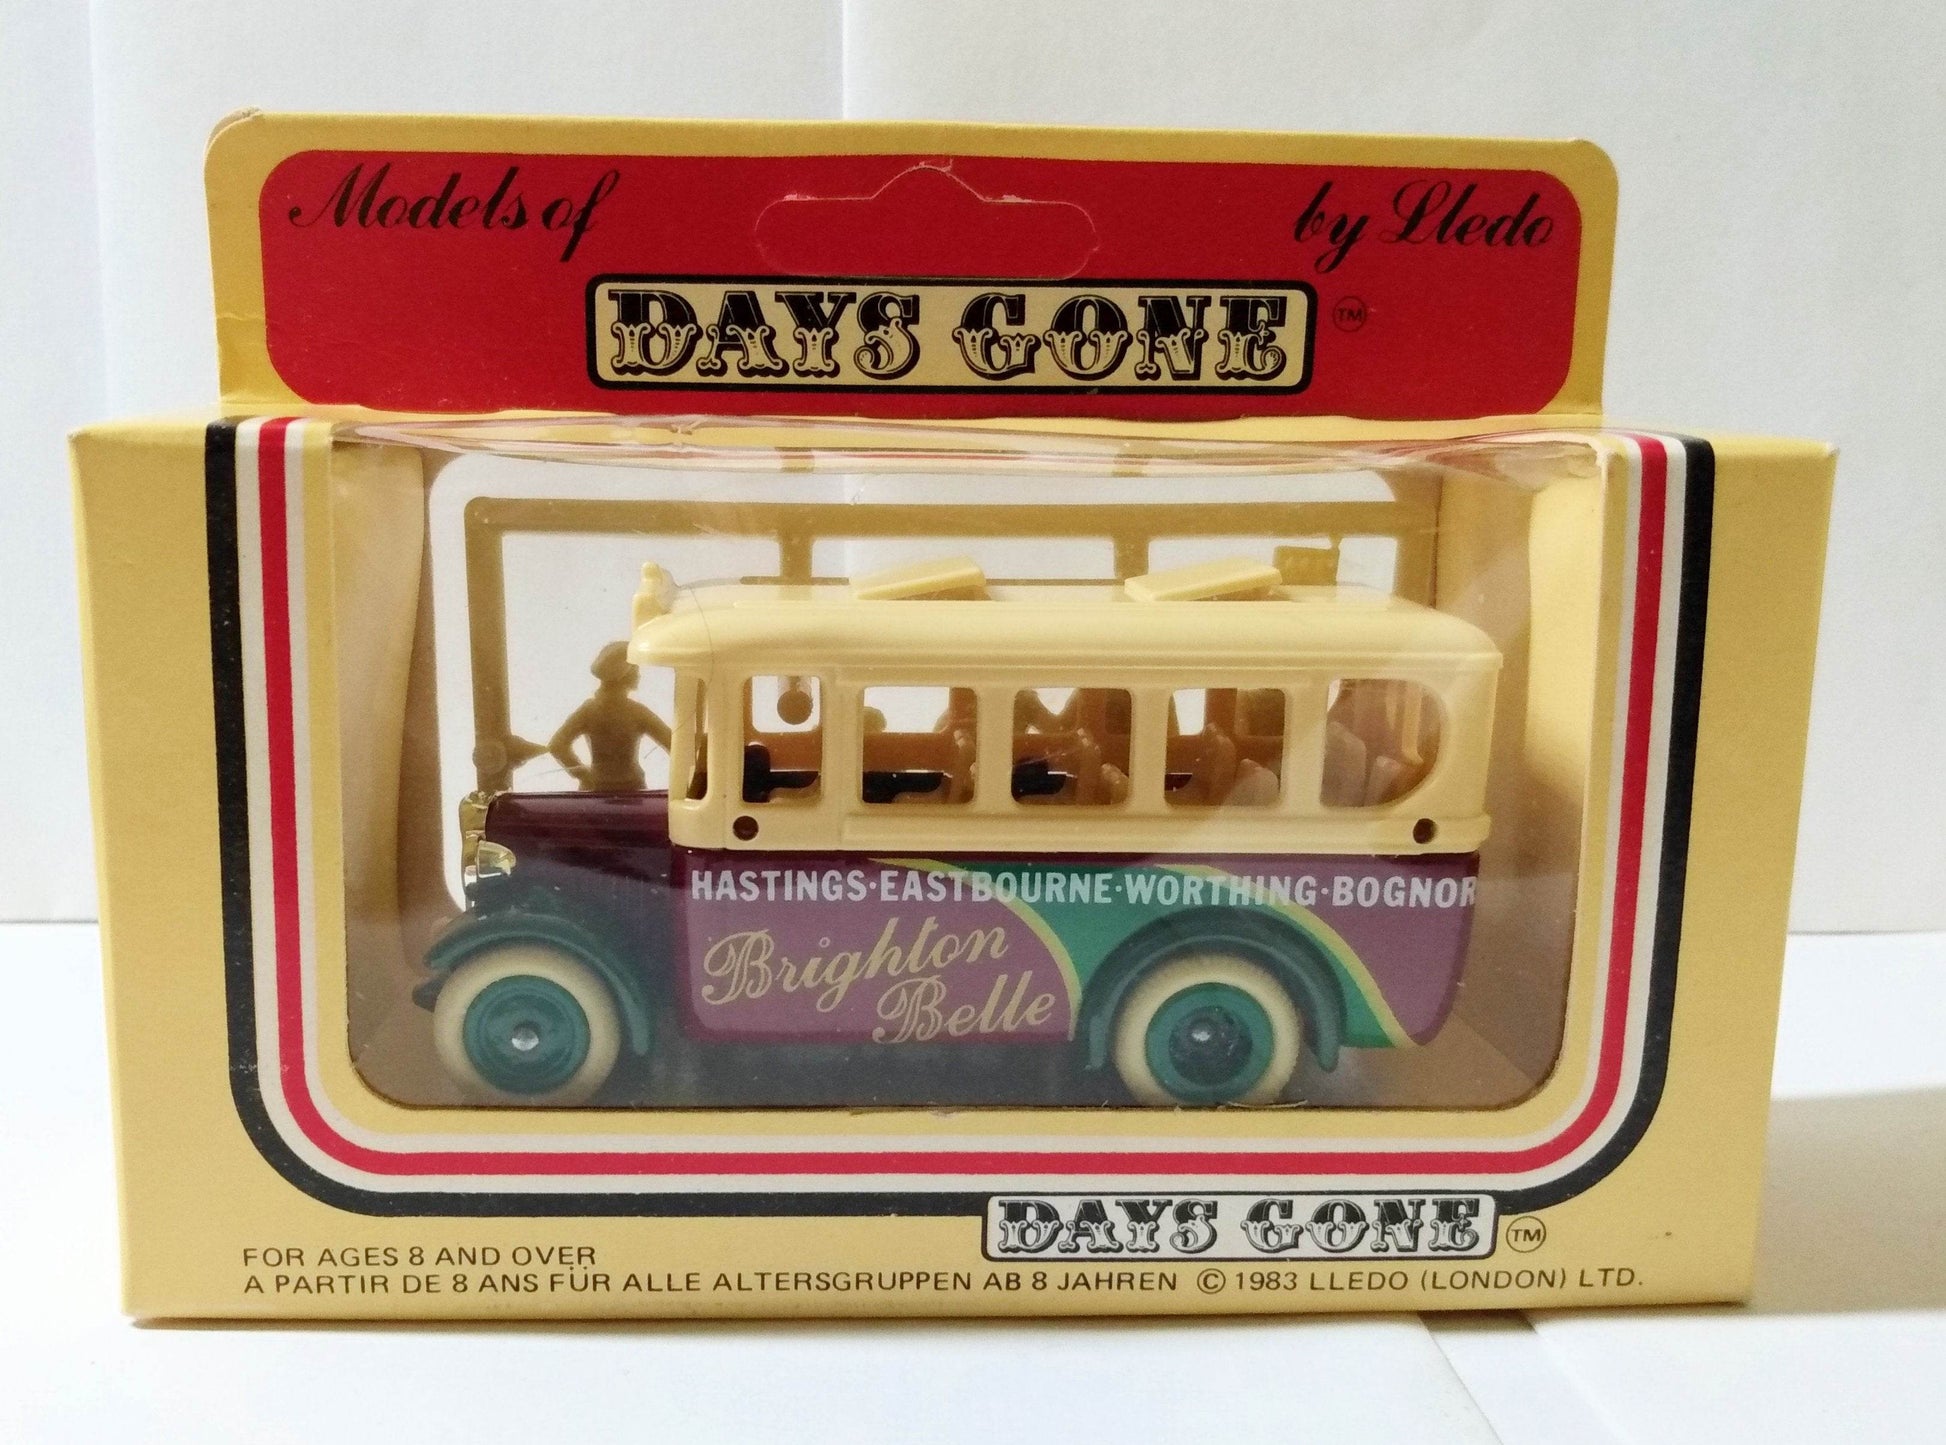 Models of
by Lledo
DAYS GONE TM
HASTINGS·EASTBOURNE·WORTHING·BOGNOR
Brighton
Belle
DAYS GONE TM
FOR AGES 8 AND OVER
A PARTIR DE 8 ANS FÜR ALLE ALTERSGRUPPEN AB 8 JAHREN © 1983 LLEDO (LONDON) LTD.